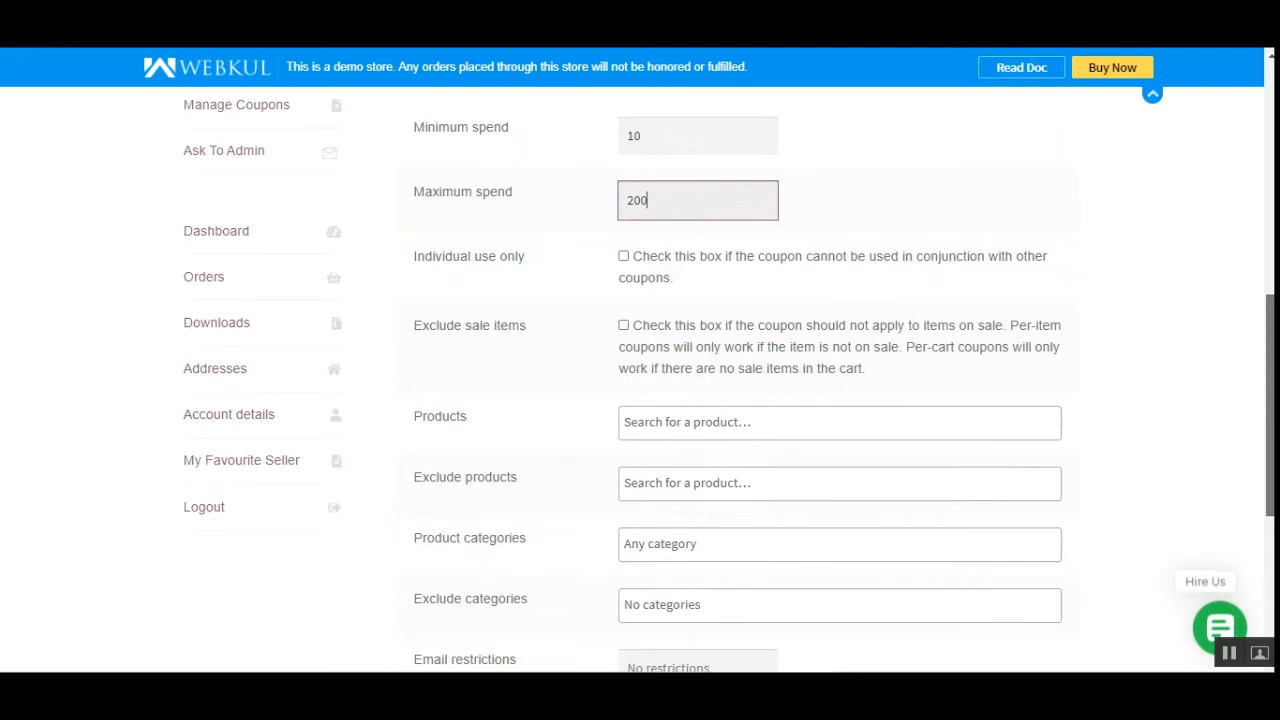 WEBKUL
This is a demo store. Any orders placed through this store will not be honored or fulfilled.
Read Doc
Buy Now
Manage Coupons
Ask To Admin
Dashboard
Orders
Downloads
Addresses
Account details
My Favourite Seller
Logout
Minimum spend
10
Maximum spend
200
Individual use only
Check this box if the coupon cannot be used in conjunction with other
coupons.
Exclude sale items
Check this box if the coupon should not apply to items on sale. Per-item
coupons will only work if the item is not on sale. Per-cart coupons will only
work if there are no sale items in the cart.
Products
Search for a product…
Exclude products
Search for a product…
Product categories
Any category
Exclude categories
No categories
Email restrictions
No restrictions
Hire Us